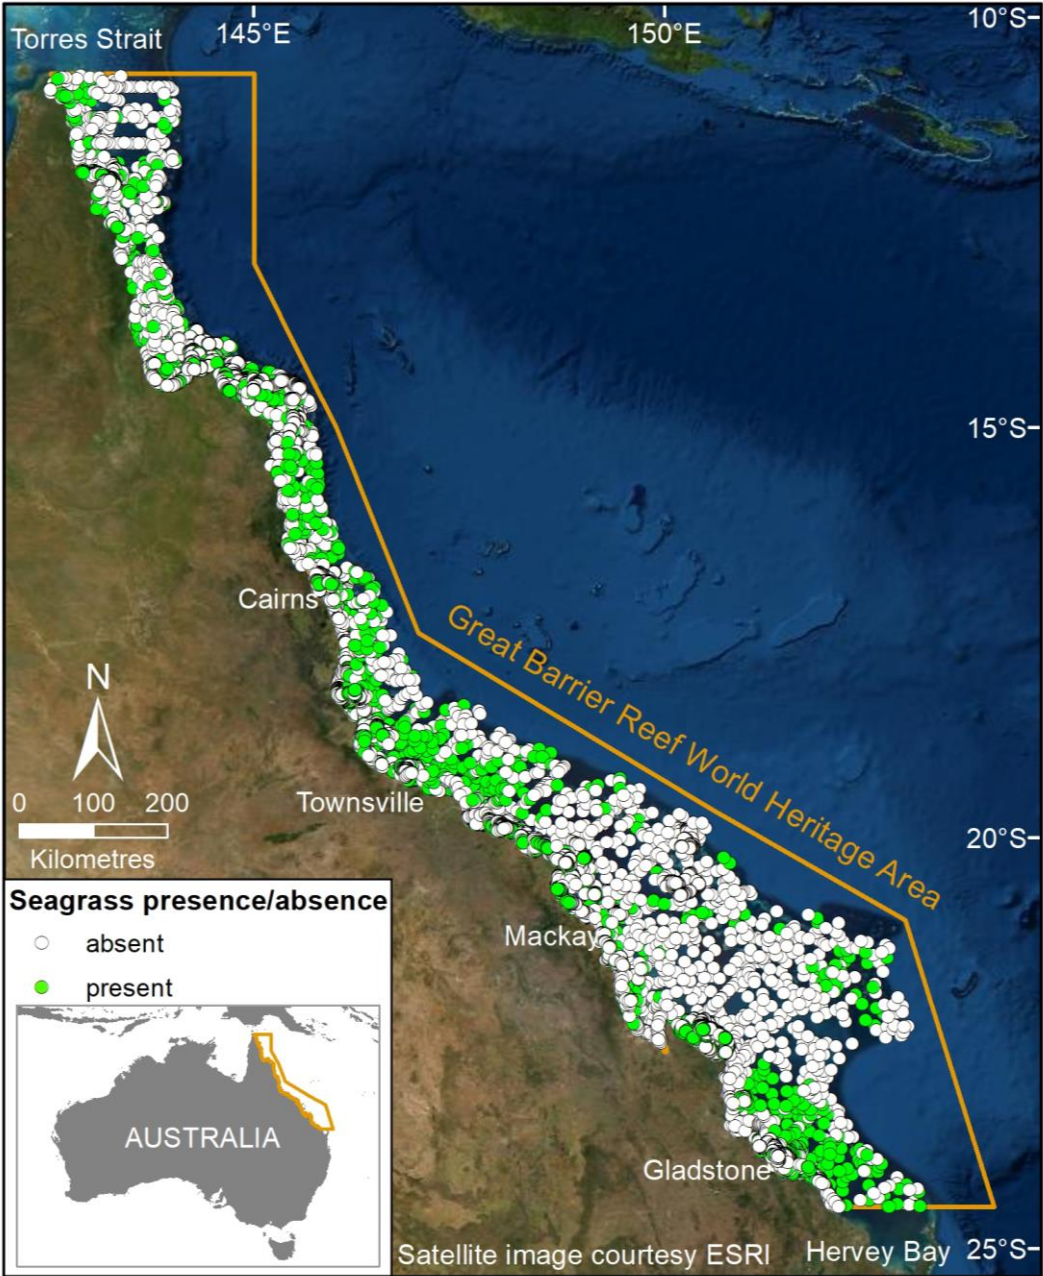 Torres Strait
145°E
150°E
10°S
15°S
Cairns
Great Barrier Reef World Heritage Area
N
0 100 200
Kilometres
Townsville
20°S
Mackay
Seagrass presence/absence
absent
present
AUSTRALIA
Gladstone
Satellite image courtesy ESRI
Hervey Bay
25°S